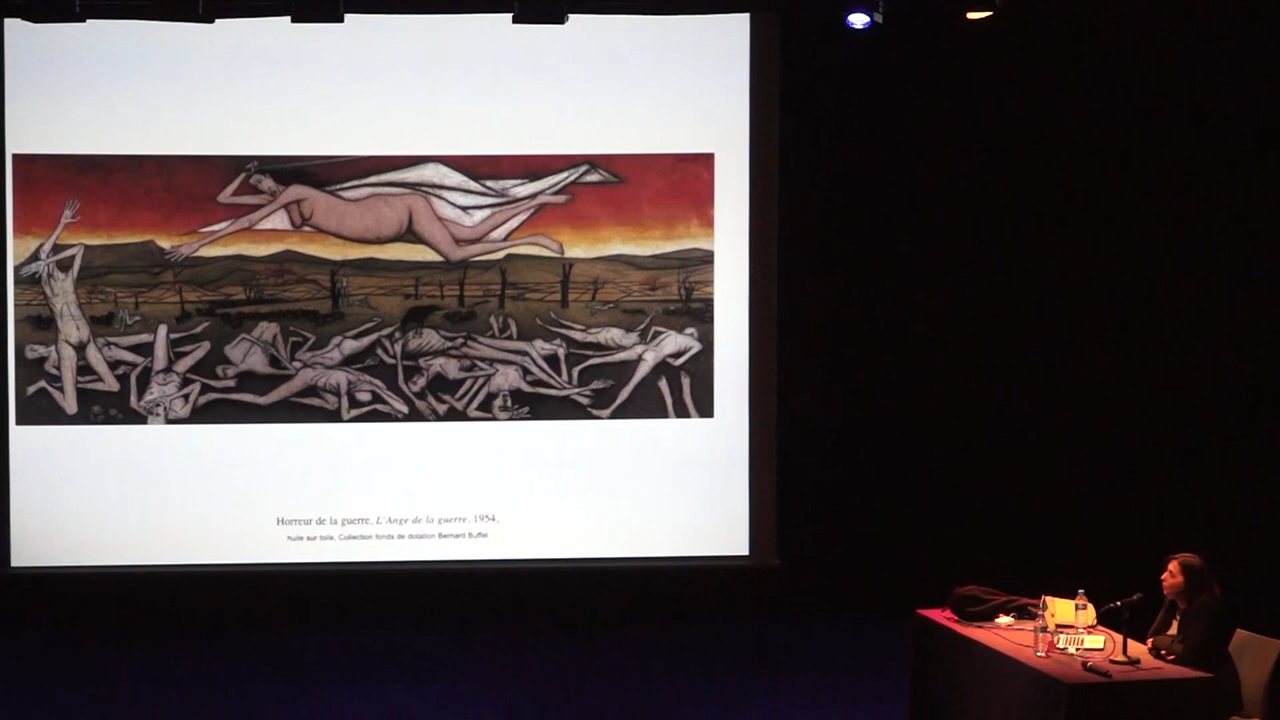 Horreur de la guerre, L'Ange de la guerre, 1954,
huile sur toile, Collection fonds de dotation Bernard Buffet